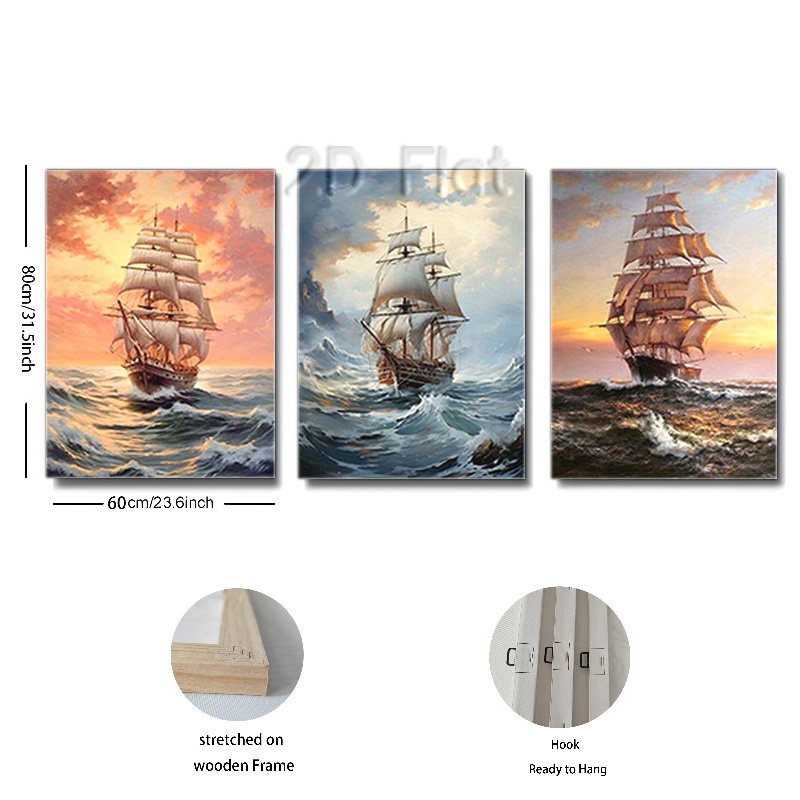 2D Flat
80cm/31.5inch
60cm/23.6inch
stretched on
wooden Frame
Hook
Ready to Hang